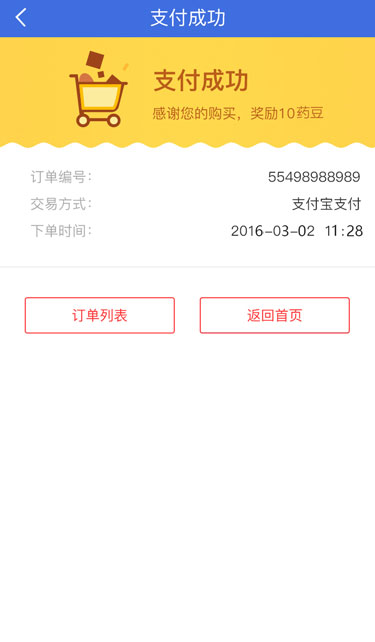 支付成功
支付成功
感谢您的购买，奖励10药豆
订单编号： 55498988989
交易方式： 支付宝支付
下单时间： 2016-03-02 11:28
订单列表 返回首页